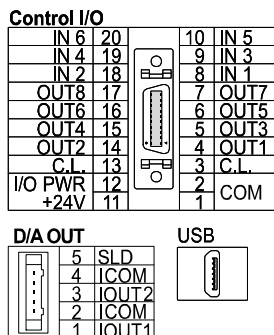 Control I/O
IN 6 20 10 IN 5
IN 4 19 9 IN 3
IN 2 18 8 IN 1
OUT8 17 7 OUT7
OUT6 16 6 OUT5
OUT4 15 5 OUT3
OUT2 14 4 OUT1
C.L. 13 3 C.L.
I/O PWR 12 2 COM
+24V 11 1
D/A OUT USB
5 SLD
4 ICOM
3 IOUT2
2 ICOM
1 IOUT1